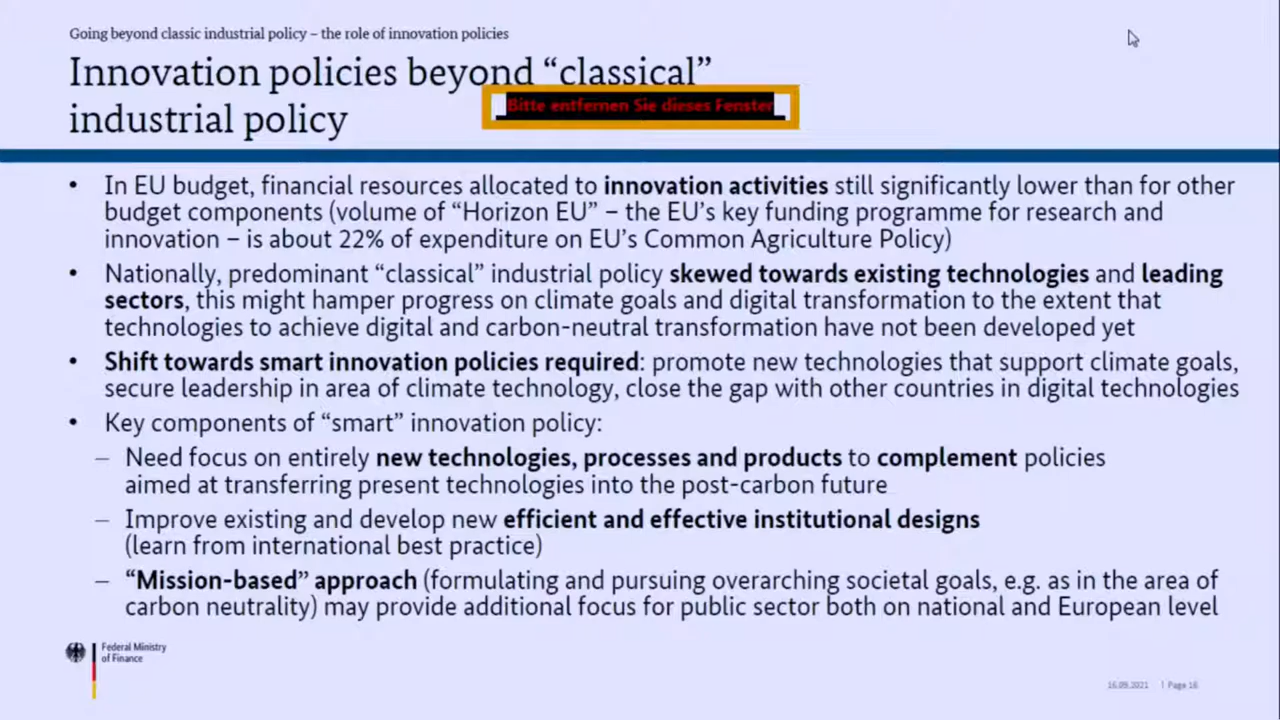 Going beyond classic industrial policy – the role of innovation policies
Innovation policies beyond “classical”
industrial policy
Bitte entfernen Sie dieses Fenster
• In EU budget, financial resources allocated to innovation activities still significantly lower than for other
budget components (volume of “Horizon EU” – the EU’s key funding programme for research and
innovation – is about 22% of expenditure on EU’s Common Agriculture Policy)
• Nationally, predominant “classical” industrial policy skewed towards existing technologies and leading
sectors, this might hamper progress on climate goals and digital transformation to the extent that
technologies to achieve digital and carbon-neutral transformation have not been developed yet
• Shift towards smart innovation policies required: promote new technologies that support climate goals,
secure leadership in area of climate technology, close the gap with other countries in digital technologies
• Key components of “smart” innovation policy:
– Need focus on entirely new technologies, processes and products to complement policies
aimed at transferring present technologies into the post-carbon future
– Improve existing and develop new efficient and effective institutional designs
(learn from international best practice)
– “Mission-based” approach (formulating and pursuing overarching societal goals, e.g. as in the area of
carbon neutrality) may provide additional focus for public sector both on national and European level
Federal Ministry
of Finance
16.09.2021 | Page 16